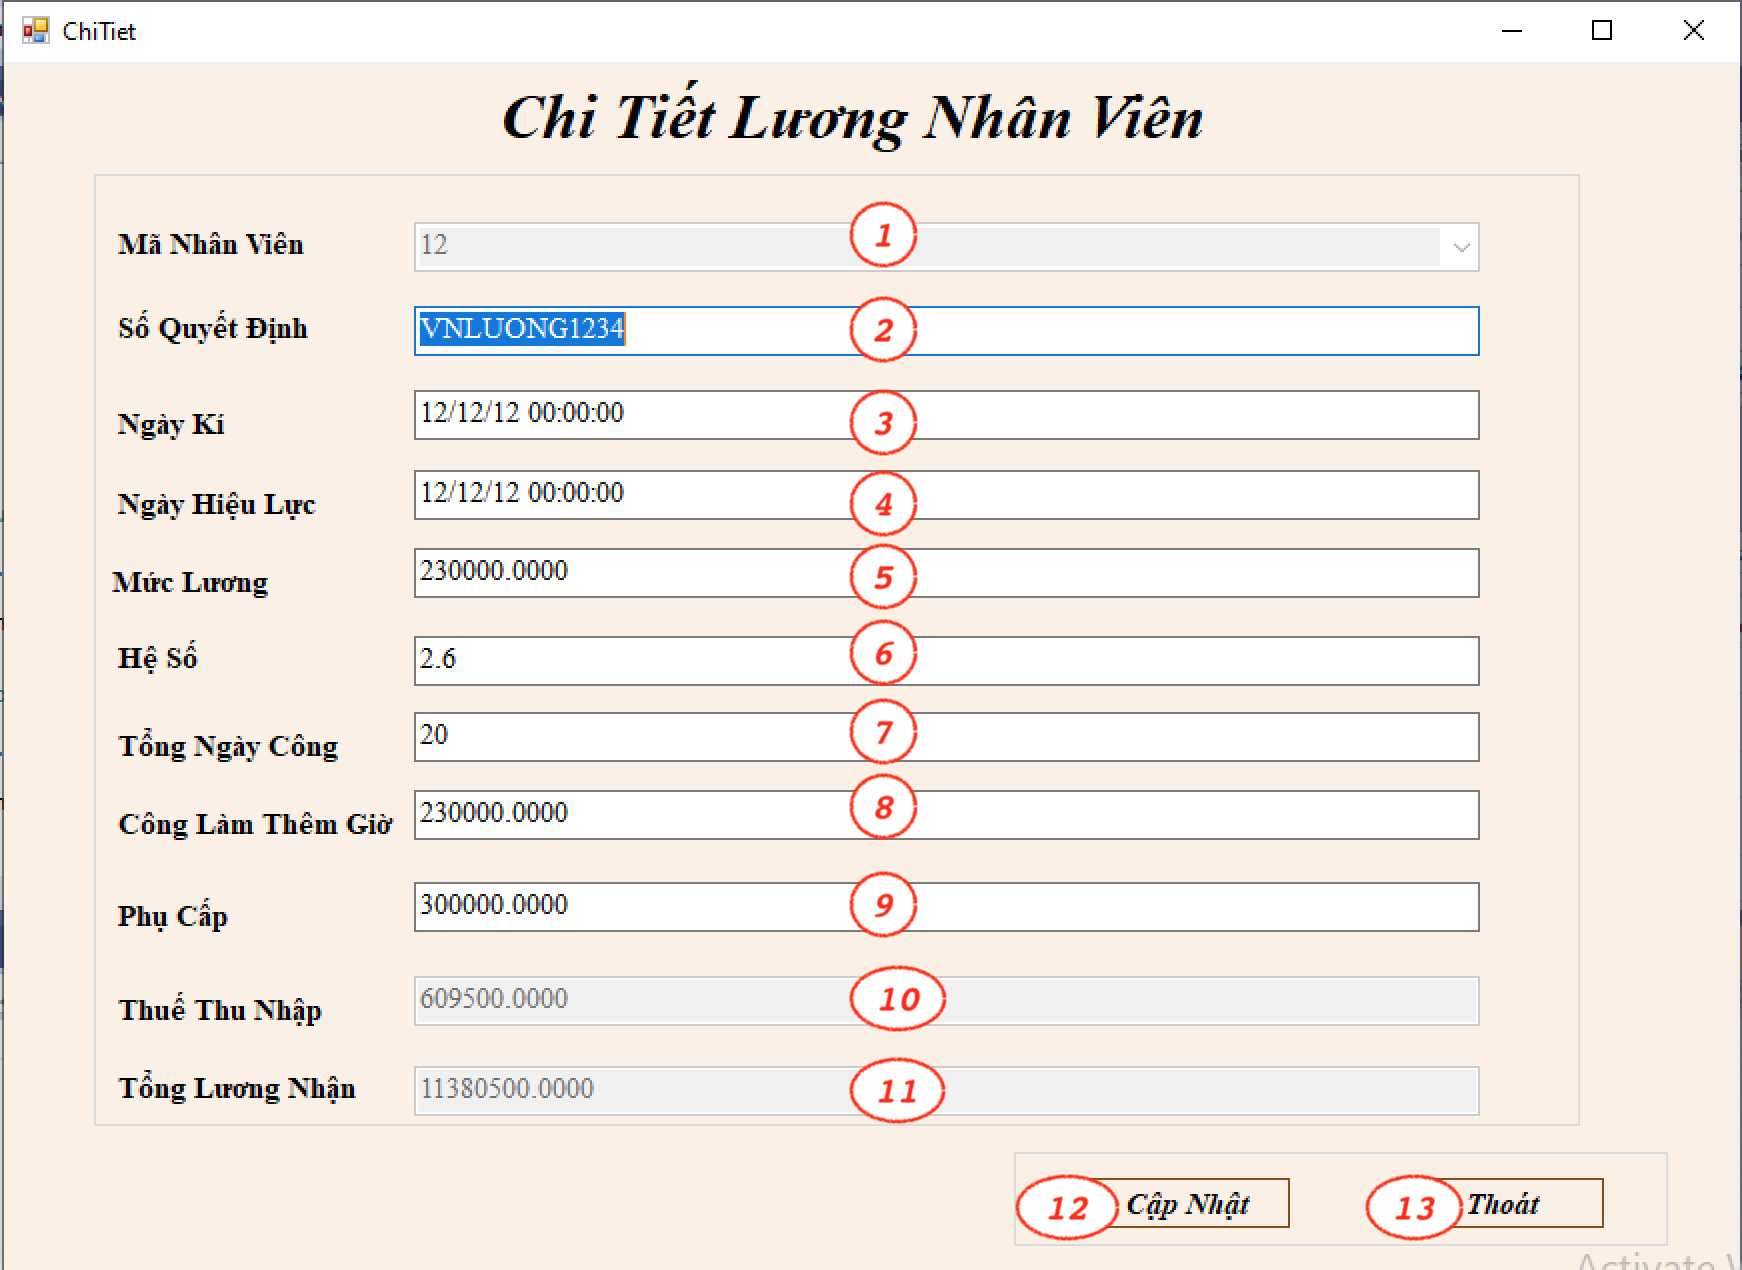 ChiTiet
Chi Tiết Lương Nhân Viên
Mã Nhân Viên 12 1
Số Quyết Định VNLUONG1234 2
Ngày Kí 12/12/12 00:00:00 3
Ngày Hiệu Lực 12/12/12 00:00:00 4
Mức Lương 230000.0000 5
Hệ Số 2.6 6
Tổng Ngày Công 20 7
Công Làm Thêm Giờ 230000.0000 8
Phụ Cấp 300000.0000 9
Thuế Thu Nhập 609500.0000 10
Tổng Lương Nhận 11380500.0000 11
12 Cập Nhật 13 Thoát
Activate